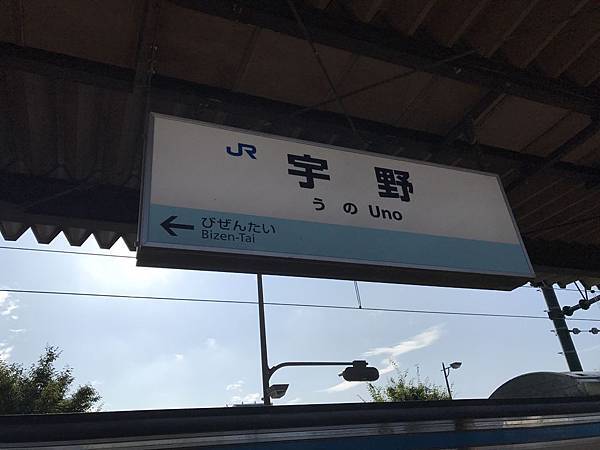 JR 宇野
うの Uno
← びぜんたい
Bizen-Tai